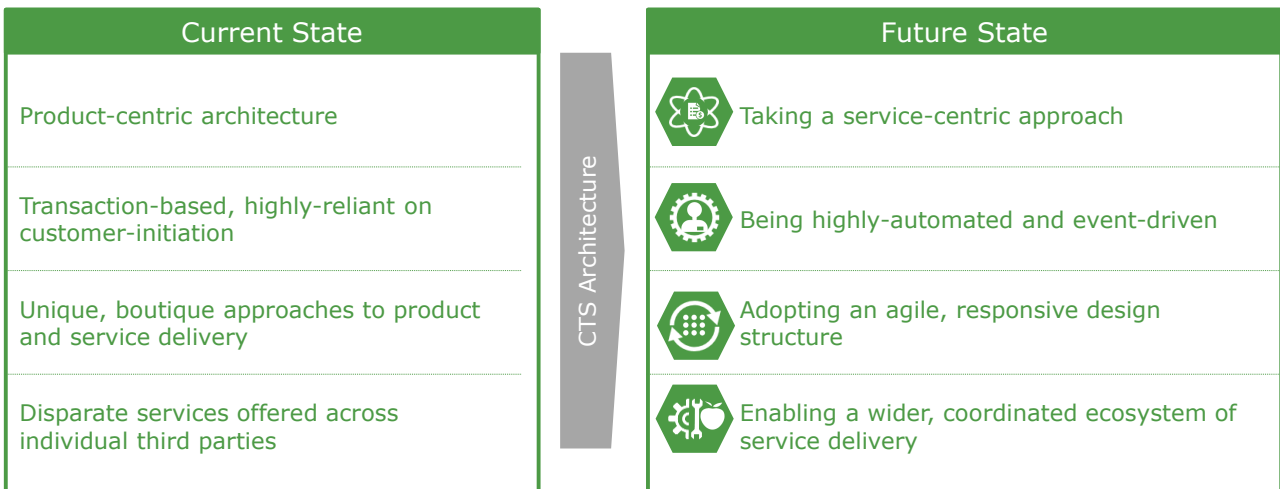 Current State
Product-centric architecture
Transaction-based, highly-reliant on
customer-initiation
Unique, boutique approaches to product
and service delivery
Disparate services offered across
individual third parties
CTS Architecture
Future State
Taking a service-centric approach
Being highly-automated and event-driven
Adopting an agile, responsive design
structure
Enabling a wider, coordinated ecosystem of
service delivery